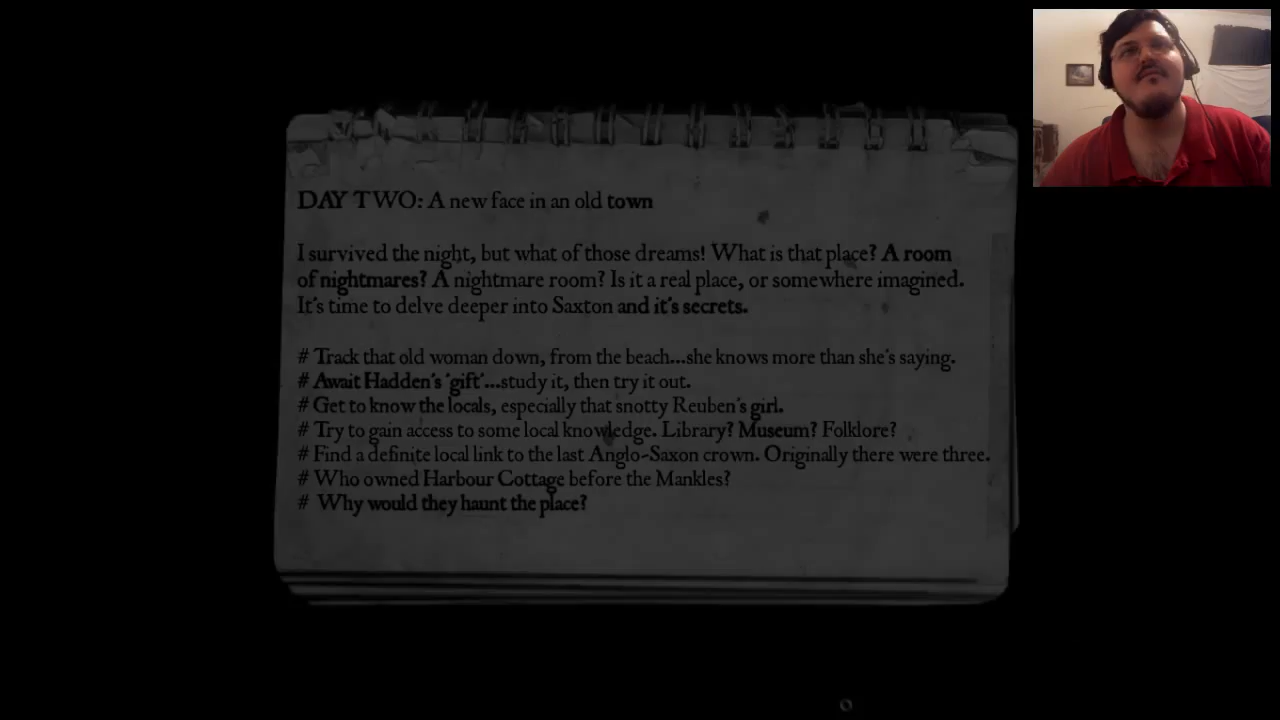 DAY TWO: A new face in an old town
I survived the night, but what of those dreams! What is that place? A room
of nightmares? A nightmare room? Is it a real place, or somewhere imagined.
It's time to delve deeper into Saxton and it's secrets.
# Track that old woman down, from the beach...she knows more than she's saying.
# Await Hadden's 'gift'...study it, then try it out.
# Get to know the locals, especially that snotty Reuben's girl.
# Try to gain access to some local knowledge. Library? Museum? Folklore?
# Find a definite local link to the last Anglo-Saxon crown. Originally there were three.
# Who owned Harbour Cottage before the Mankles?
# Why would they haunt the place?